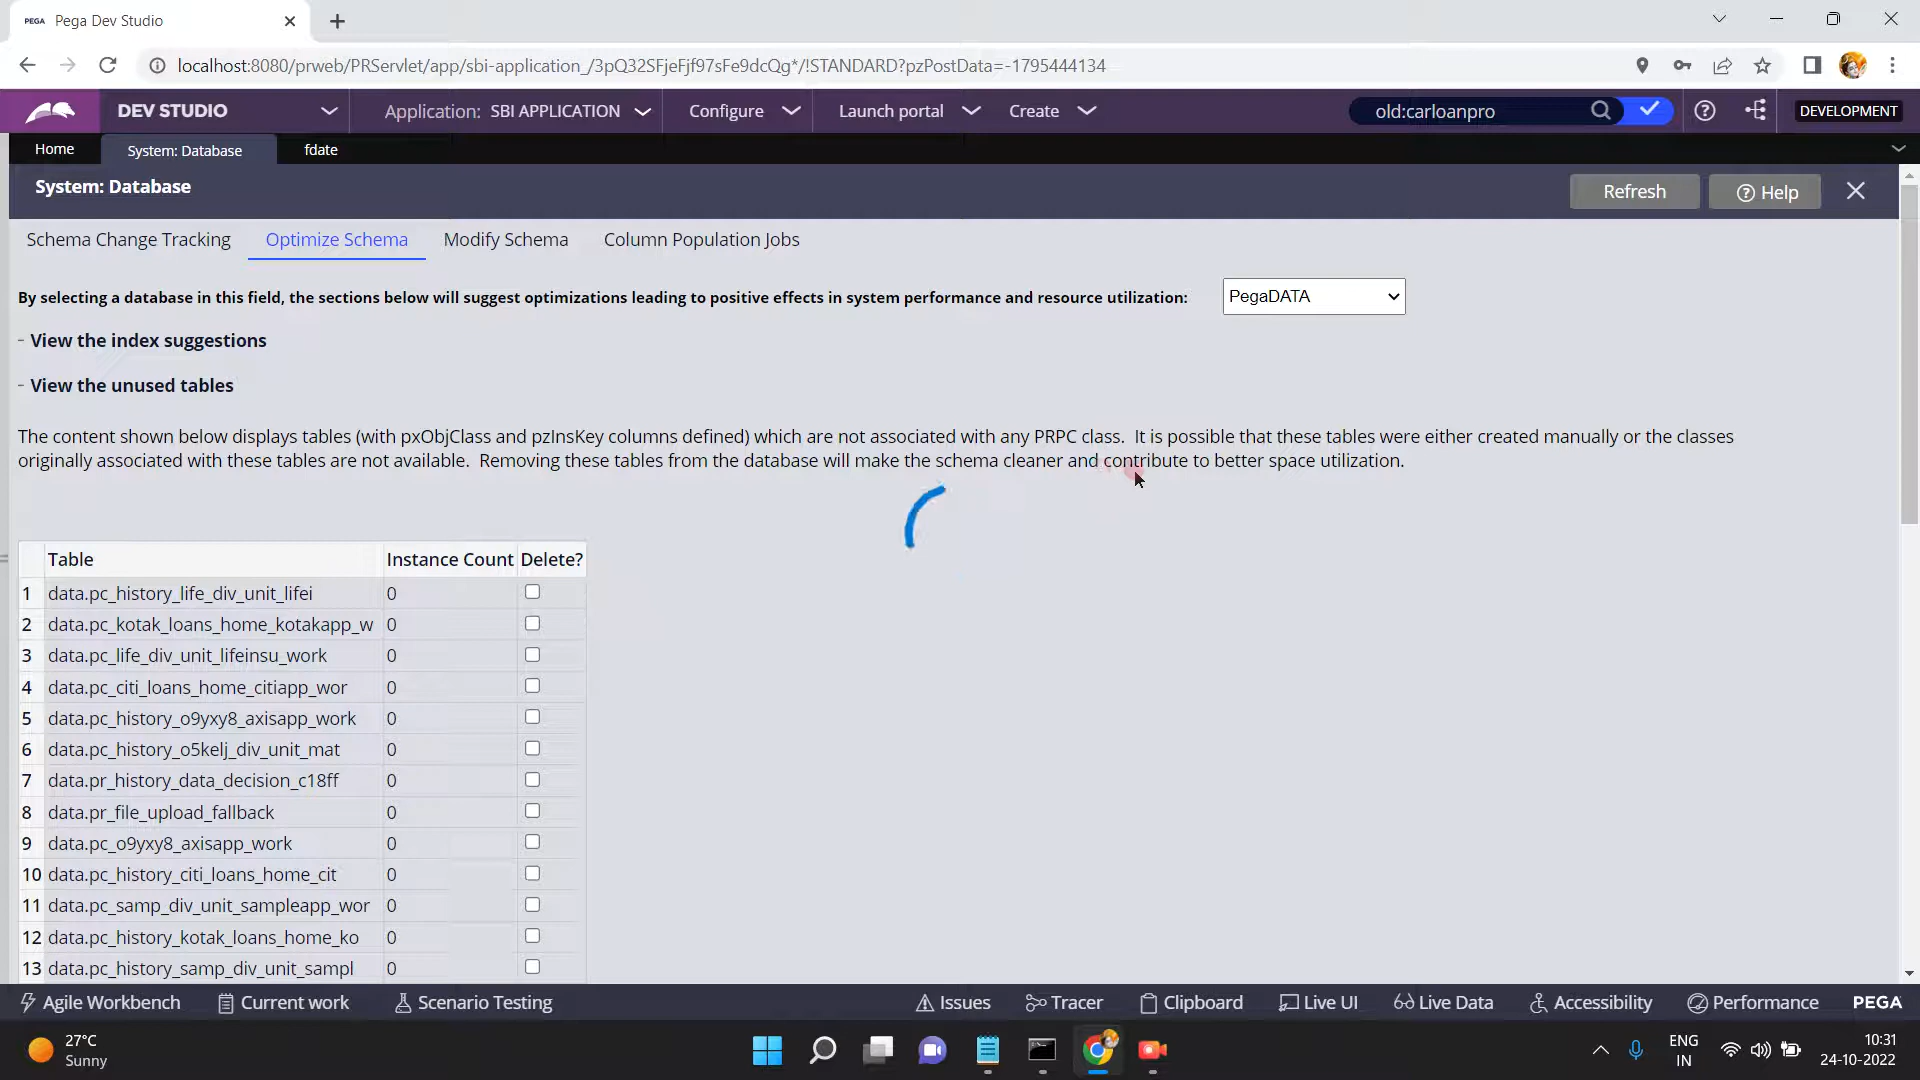 PEGA Pega Dev Studio
localhost:8080/prweb/PRServlet/app/sbi-application_/3pQ32SFjeFjf97sFe9dcQg*/!STANDARD?pzPostData=-1795444134
DEV STUDIO
Application: SBI APPLICATION
Configure
Launch portal
Create
old:carloanpro
DEVELOPMENT
Home
System: Database
fdate
System: Database
Refresh
Help
Schema Change Tracking
Optimize Schema
Modify Schema
Column Population Jobs
By selecting a database in this field, the sections below will suggest optimizations leading to positive effects in system performance and resource utilization:
PegaDATA
- View the index suggestions
- View the unused tables
The content shown below displays tables (with pxObjClass and pzInsKey columns defined) which are not associated with any PRPC class. It is possible that these tables were either created manually or the classes
originally associated with these tables are not available. Removing these tables from the database will make the schema cleaner and contribute to better space utilization.
Table Instance Count Delete?
1 data.pc_history_life_div_unit_lifei 0
2 data.pc_kotak_loans_home_kotakapp_w 0
3 data.pc_life_div_unit_lifeinsu_work 0
4 data.pc_citi_loans_home_citiapp_wor 0
5 data.pc_history_o9yxy8_axisapp_work 0
6 data.pc_history_o5kelj_div_unit_mat 0
7 data.pr_history_data_decision_c18ff 0
8 data.pr_file_upload_fallback 0
9 data.pc_o9yxy8_axisapp_work 0
10 data.pc_history_citi_loans_home_cit 0
11 data.pc_samp_div_unit_sampleapp_wor 0
12 data.pc_history_kotak_loans_home_ko 0
13 data.pc_history_samp_div_unit_sampl 0
Agile Workbench
Current work
Scenario Testing
Issues
Tracer
Clipboard
Live UI
Live Data
Accessibility
Performance
PEGA
27°C
Sunny
ENG
IN
10:31
24-10-2022